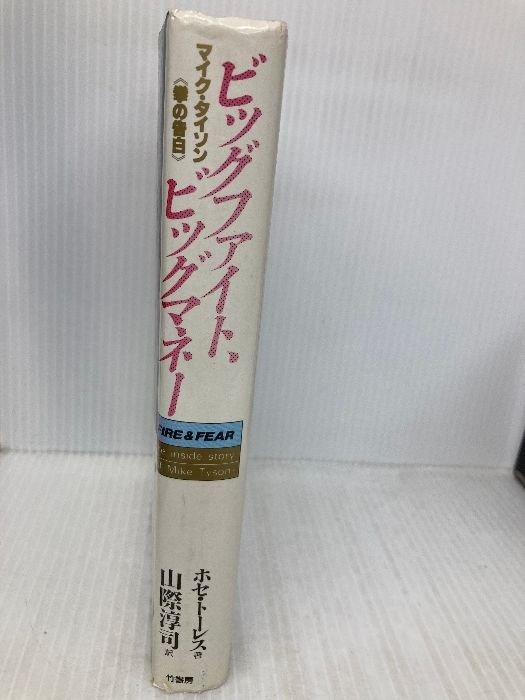 ビッグファイト、
ビッグマネー
マイク・タイソン
《拳の告白》
FIRE & FEAR
inside story
Mike Tyson
ホセ・トーレス 著
山際淳司 訳
竹書房